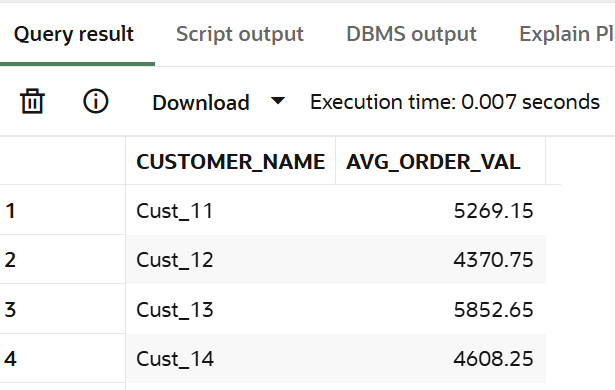 Query result Script output DBMS output Explain Pl
Download Execution time: 0.007 seconds
CUSTOMER_NAME AVG_ORDER_VAL
1 Cust_11 5269.15
2 Cust_12 4370.75
3 Cust_13 5852.65
4 Cust_14 4608.25